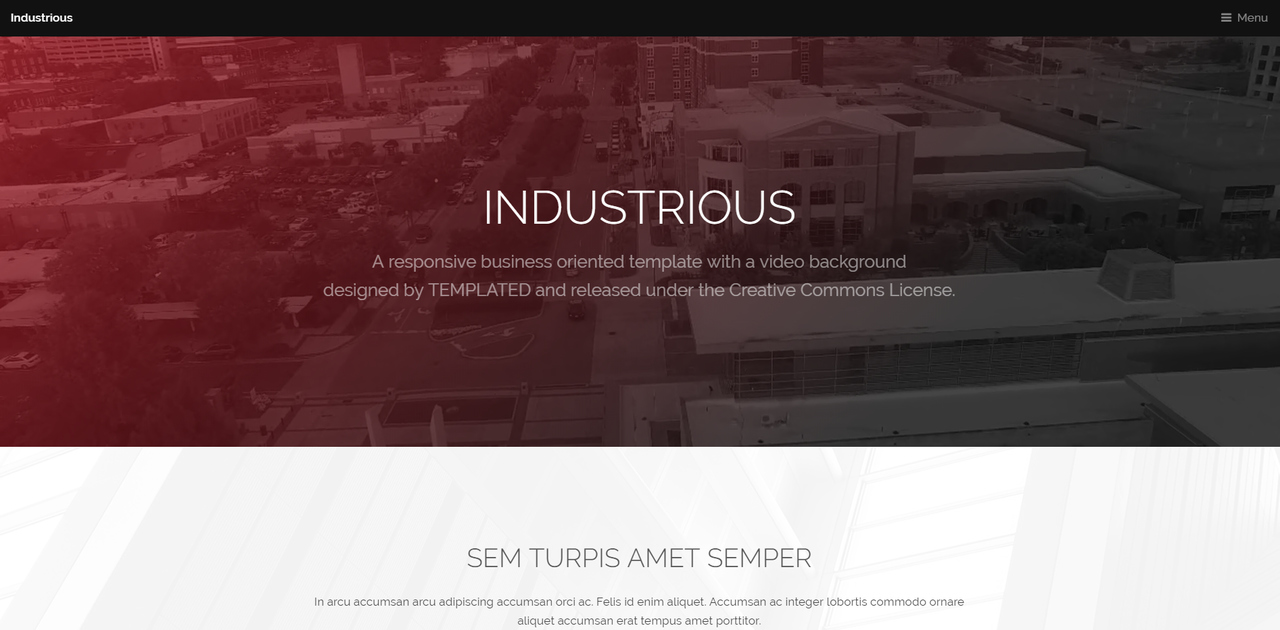 Industrious
Menu
INDUSTRIOUS
A responsive business oriented template with a video background
designed by TEMPLATED and released under the Creative Commons License.
SEM TURPIS AMET SEMPER
In arcu accumsan arcu adipiscing accumsan orci ac. Felis id enim aliquet. Accumsan ac integer lobortis commodo ornare
aliquet accumsan erat tempus amet porttitor.